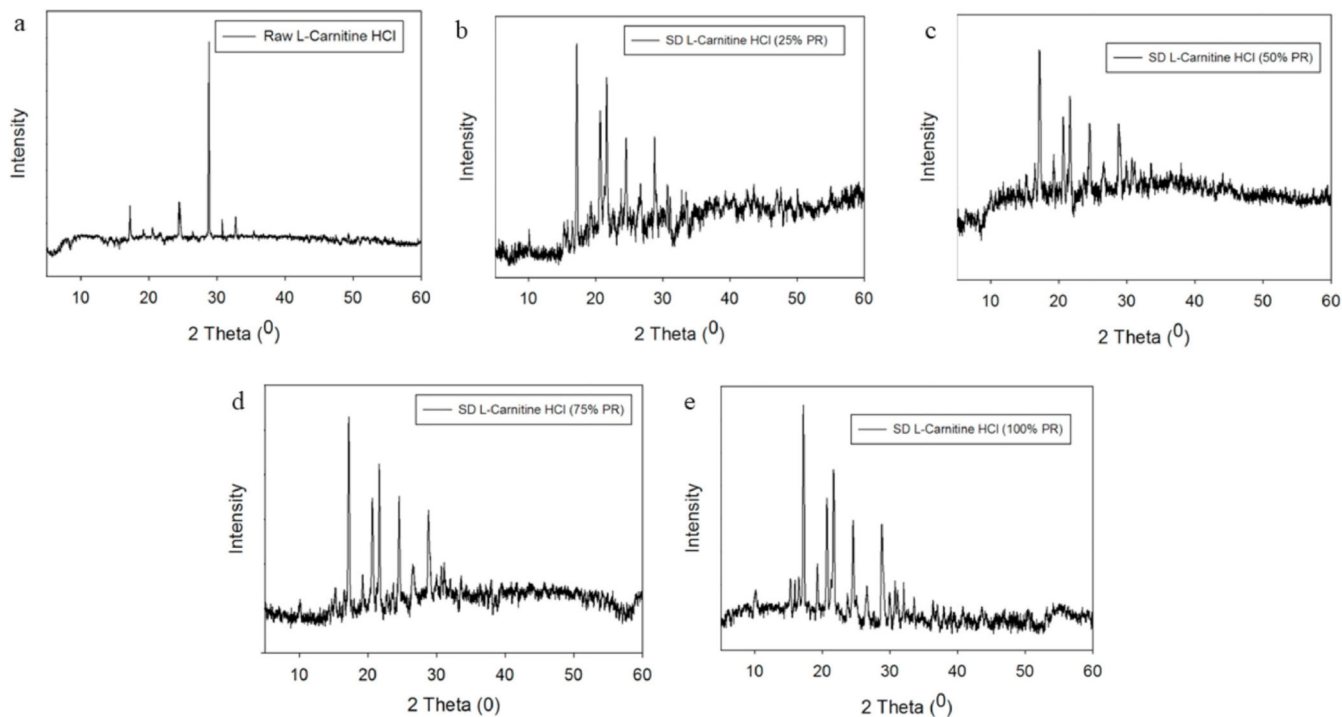 a
Raw L-Carnitine HCl
Intensity
10 20 30 40 50 60
2 Theta (⁰)
b
SD L-Carnitine HCl (25% PR)
Intensity
10 20 30 40 50 60
2 Theta (⁰)
c
SD L-Carnitine HCl (50% PR)
Intensity
10 20 30 40 50 60
2 Theta (⁰)
d
SD L-Carnitine HCl (75% PR)
Intensity
10 20 30 40 50 60
2 Theta (0)
e
SD L-Carnitine HCl (100% PR)
Intensity
10 20 30 40 50 60
2 Theta (⁰)